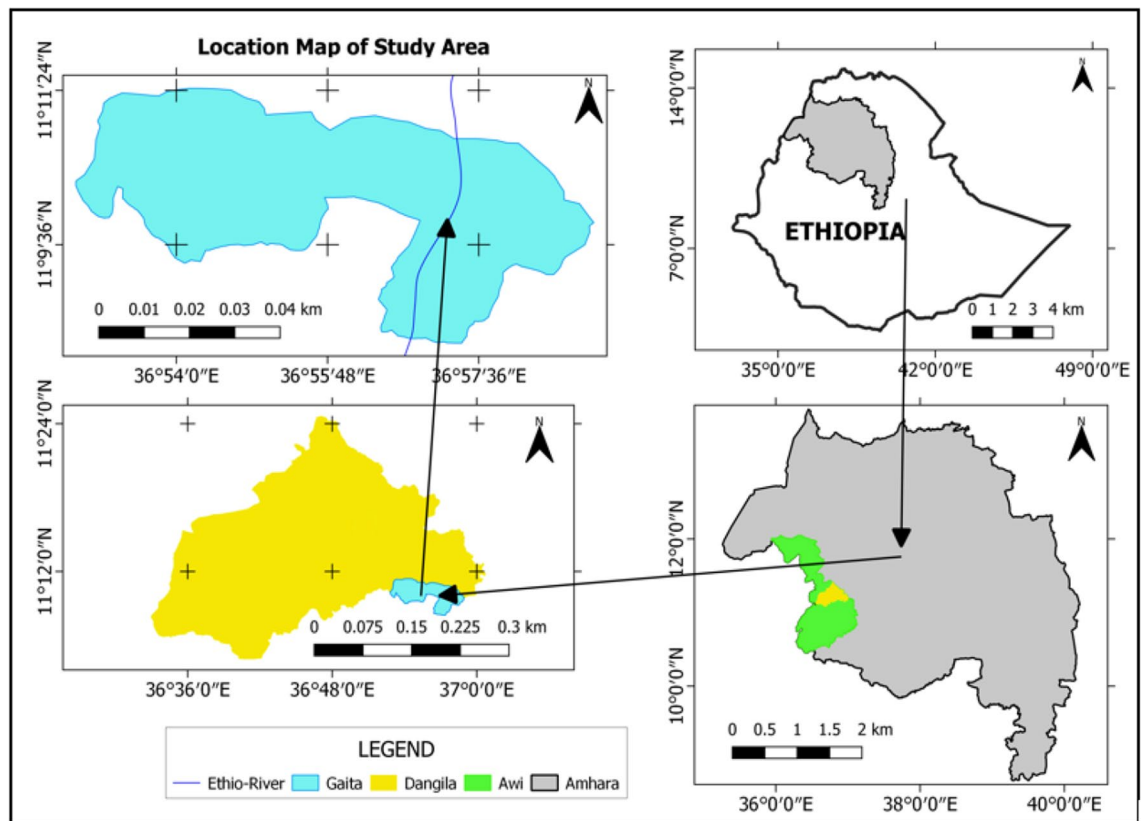 Location Map of Study Area
N
11°11'24"N
11°9'36"N
0 0.01 0.02 0.03 0.04 km
36°54'0"E 36°55'48"E 36°57'36"E
N
14°0'0"N
7°0'0"N
ETHIOPIA
0 1 2 3 4 km
35°0'0"E 42°0'0"E 49°0'0"E
N
11°24'0"N
11°12'0"N
0 0.075 0.15 0.225 0.3 km
36°36'0"E 36°48'0"E 37°0'0"E
N
12°0'0"N
10°0'0"N
0 0.5 1 1.5 2 km
36°0'0"E 38°0'0"E 40°0'0"E
LEGEND
Ethio-River Gaita Dangila Awi Amhara